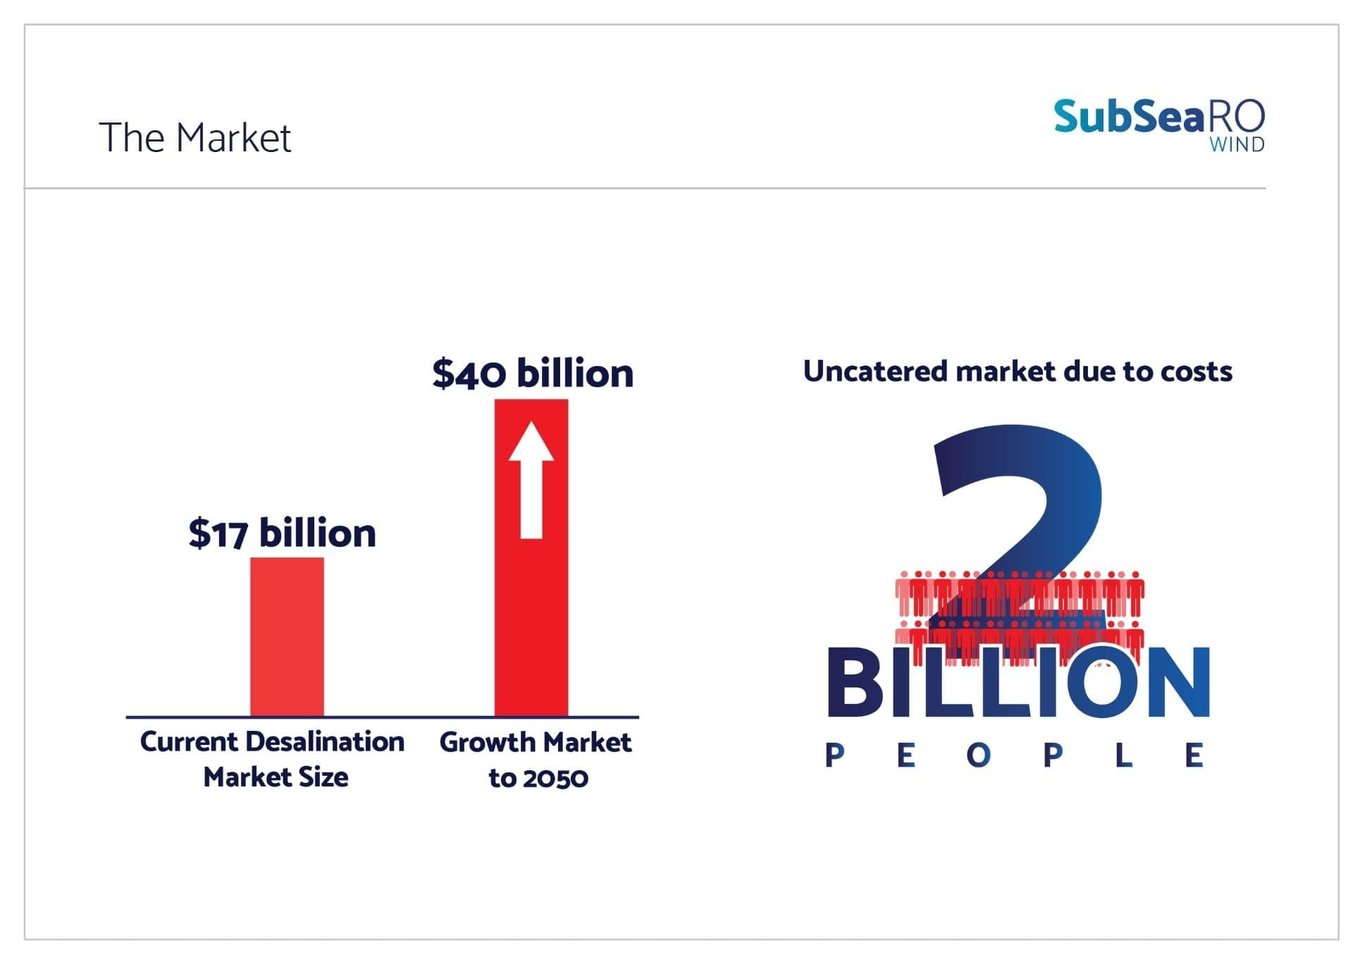 The Market
SubSeaRO
WIND
$40 billion
$17 billion
Current Desalination
Market Size
Growth Market
to 2050
Uncatered market due to costs
2
BILLION
PEOPLE